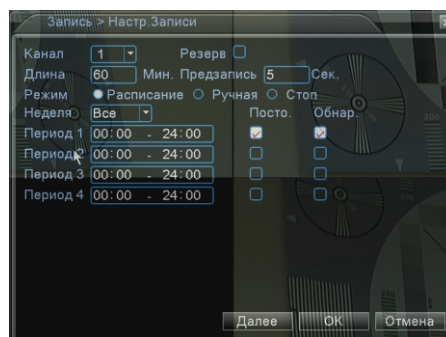 Запись > Настр.Записи
Канал 1 Резерв
Длина 60 Мин. Предзапись 5 Сек.
Режим Расписание Ручная Стоп
Неделя Все Посто. Обнар.
Период 1 00:00 - 24:00
Период 2 00:00 - 24:00
Период 3 00:00 - 24:00
Период 4 00:00 - 24:00
200
200
Далее OK Отмена